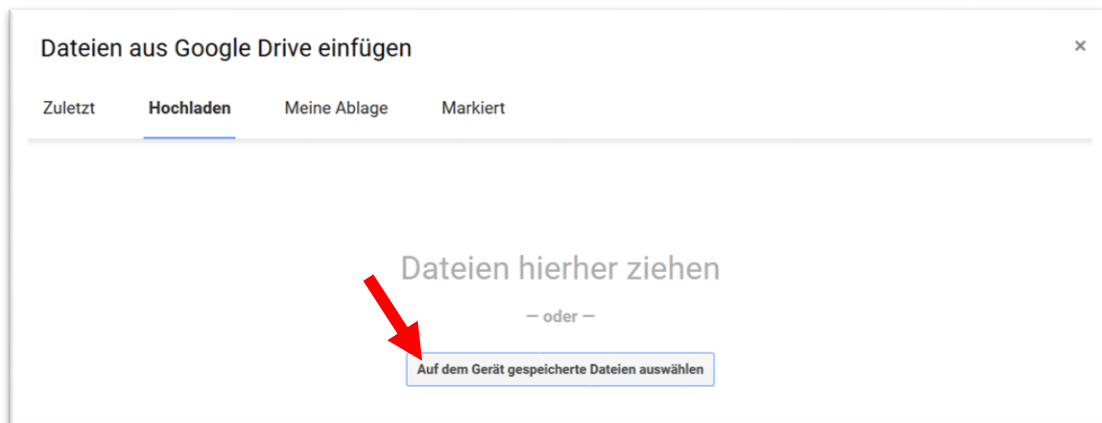 Dateien aus Google Drive einfügen ×
Zuletzt Hochladen Meine Ablage Markiert
Dateien hierher ziehen
— oder —
Auf dem Gerät gespeicherte Dateien auswählen